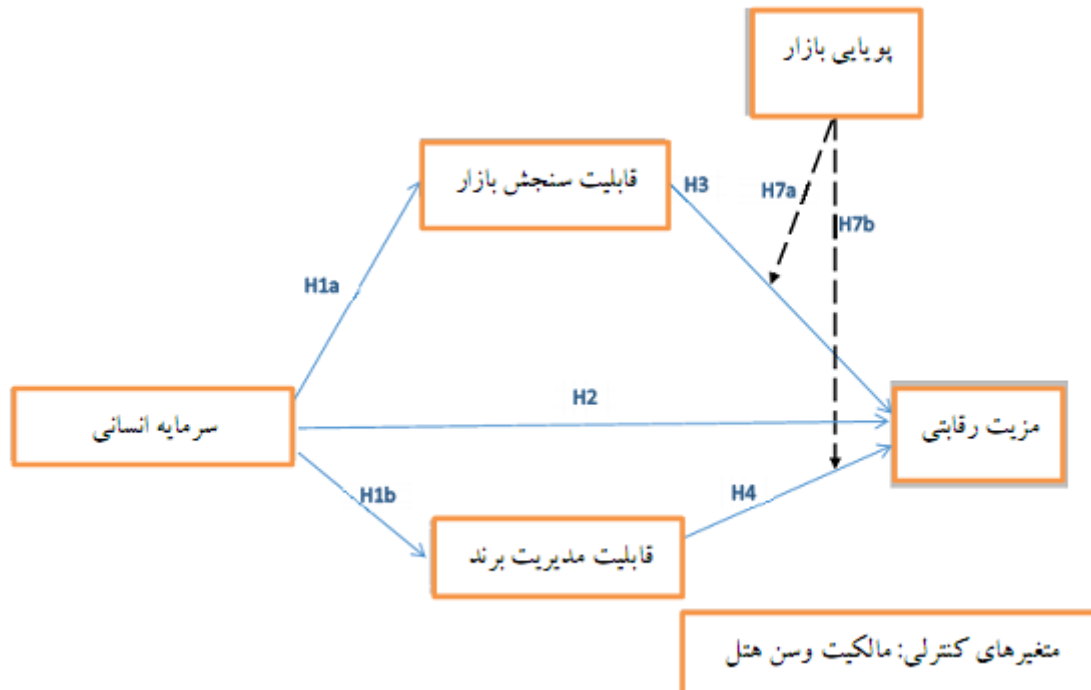 پویایی بازار
قابلیت سنجش بازار
H3
H7a
H7b
H1a
H2
سرمایه انسانی
مزیت رقابتی
H1b
H4
قابلیت مدیریت برند
متغیرهای کنترلی: مالکیت وسن هتل